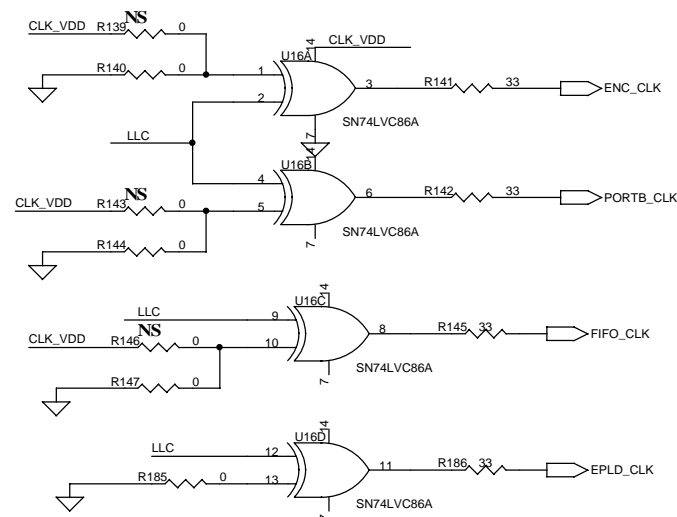 NS
CLK_VDD R139 0
14 CLK_VDD
U16A
R140 0 1
3 R141 33 ENC_CLK
2
SN74LVC86A
7
LLC
14
U16B
4
NS
6 R142 33 PORTB_CLK
CLK_VDD R143 0 5
SN74LVC86A
R144 0
7
14
U16C
LLC 9
NS
8 R145 33 FIFO_CLK
CLK_VDD R146 0 10
SN74LVC86A
R147 0
7
14
U16D
LLC 12
11 R186 33 EPLD_CLK
R185 0 13
SN74LVC86A